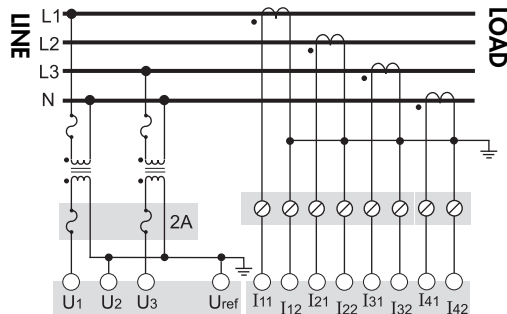 LINE
L1
L2
L3
N
LOAD
2A
U1 U2 U3 Uref I11 I12 I21 I22 I31 I32 I41 I42